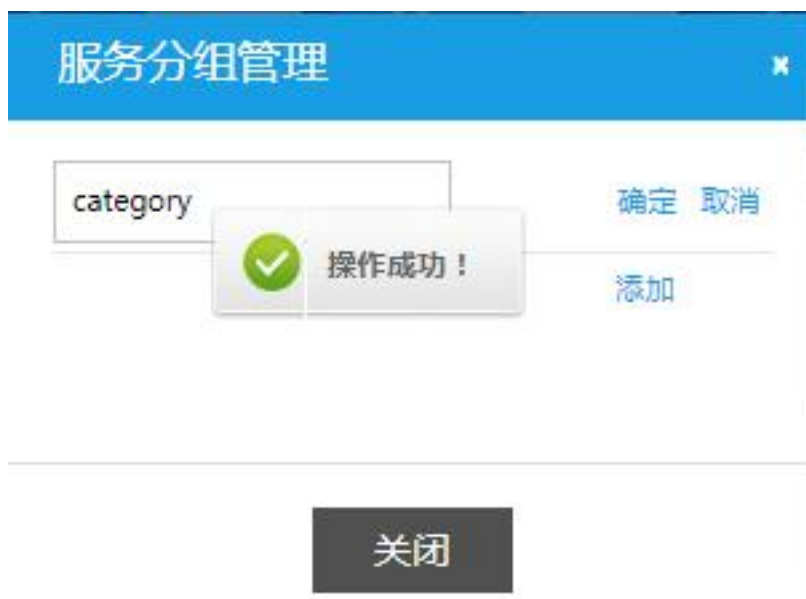 服务分组管理
category
确定 取消
操作成功！
添加
关闭